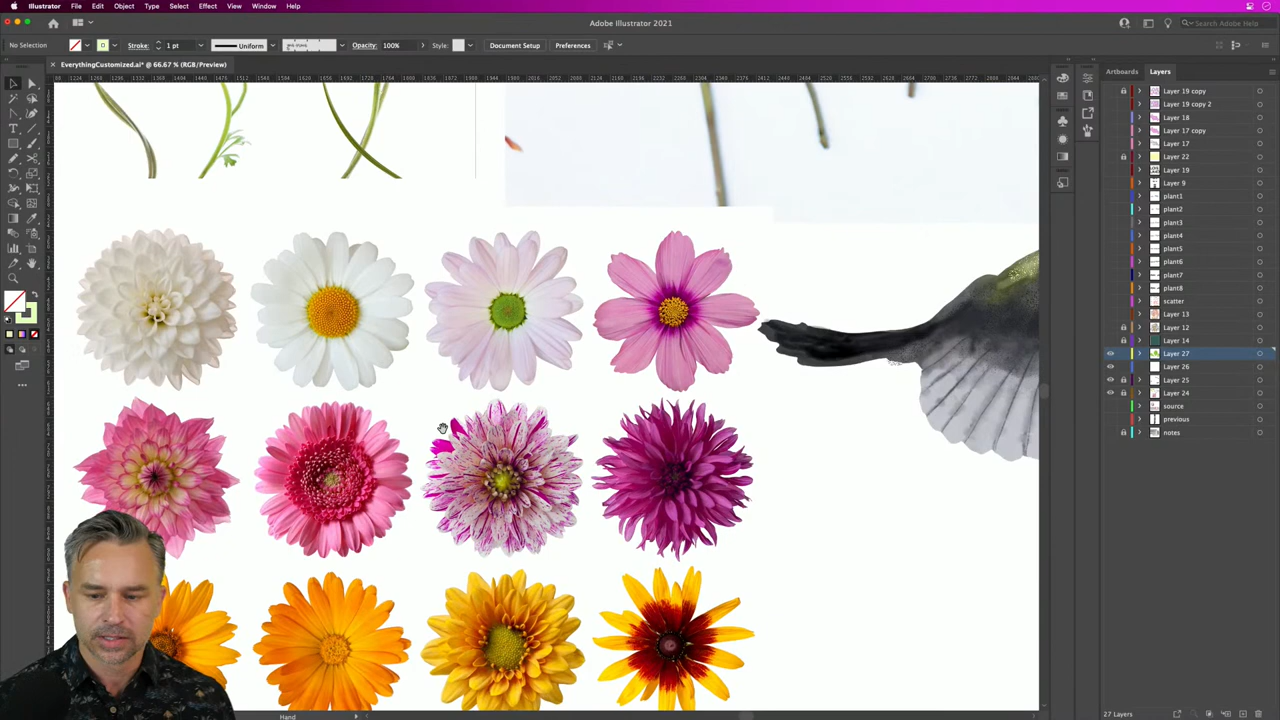 Illustrator File Edit Object Type Select Effect View Window Help
Adobe Illustrator 2021
Search Adobe Help
No Selection Stroke: 1 pt Uniform Opacity: 100% Style: Document Setup Preferences
× EverythingCustomized.ai* @ 66.67 % (RGB/Preview)
Artboards Layers
Layer 19 copy
Layer 19 copy 2
Layer 18
Layer 17 copy
Layer 17
Layer 22
Layer 19
Layer 9
plant1
plant2
plant3
plant4
plant5
plant6
plant7
plant8
scatter
Layer 13
Layer 12
Layer 14
Layer 27
Layer 26
Layer 25
Layer 24
source
previous
notes
Hand
27 Layers